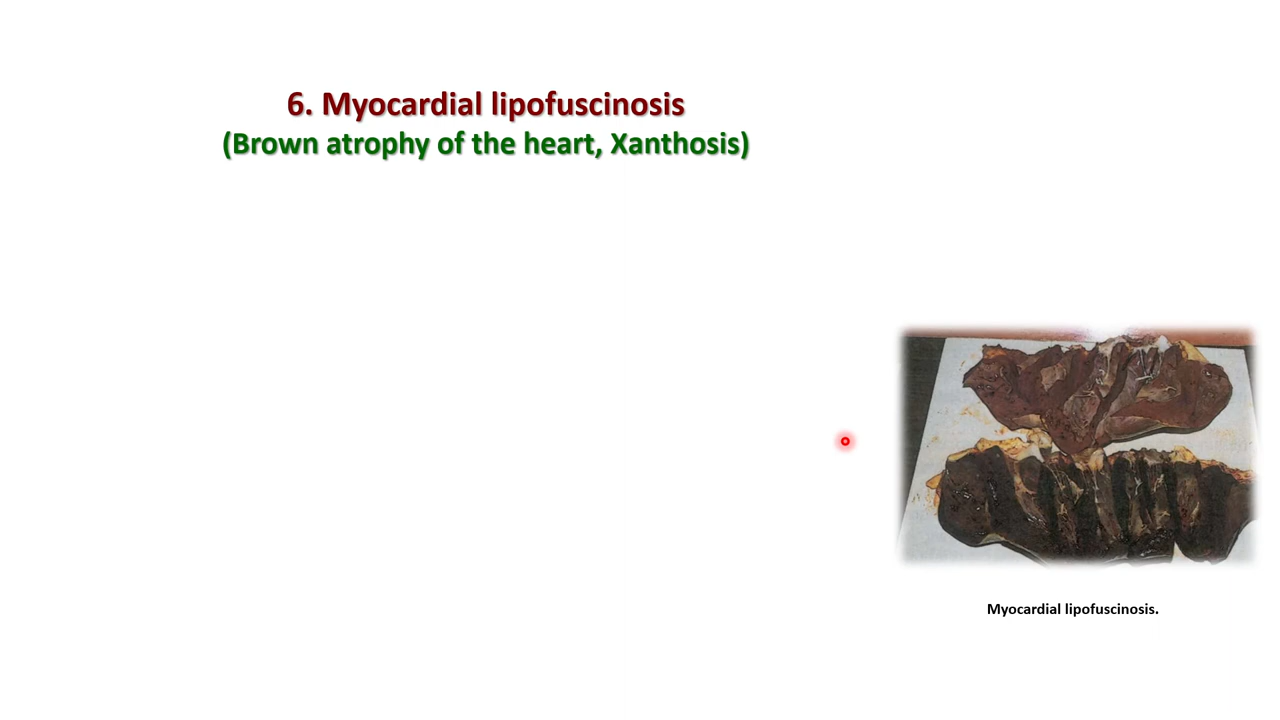 6. Myocardial lipofuscinosis
(Brown atrophy of the heart, Xanthosis)
Myocardial lipofuscinosis.